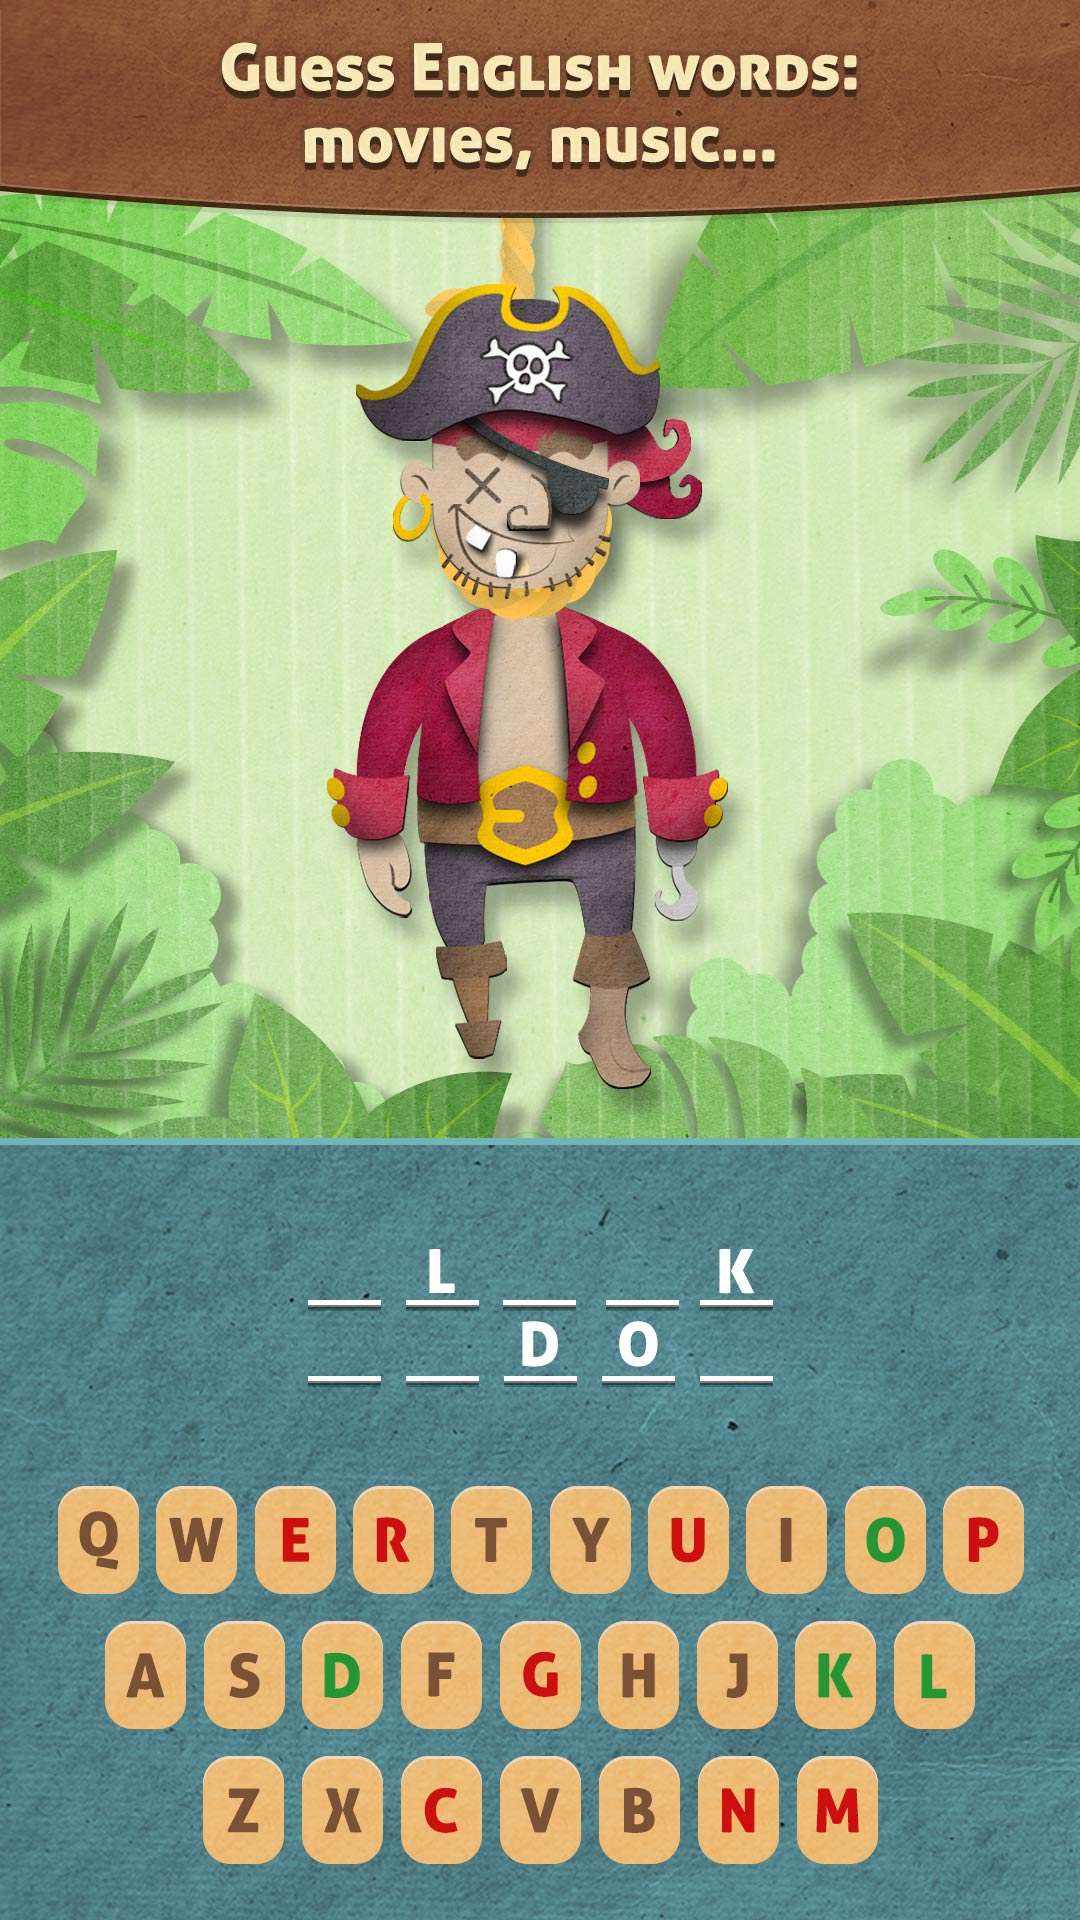 Guess English words:
movies, music...
_ L _ _ K
_ _ D O _
Q W E R T Y U I O P
A S D F G H J K L
Z X C V B N M